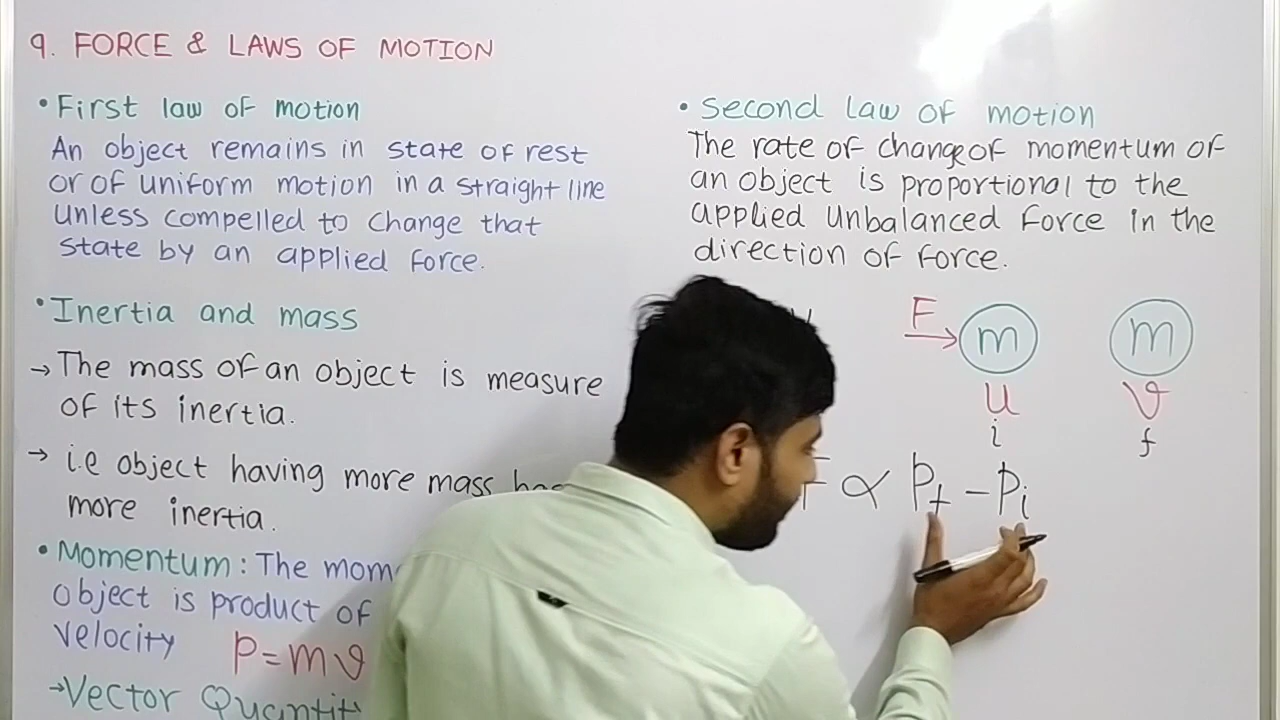 9. FORCE & LAWS OF MOTION
• First law of motion
An object remains in state of rest
or of uniform motion in a straight line
unless compelled to change that
state by an applied force.
• Inertia and mass
→ The mass of an object is measure
of its inertia.
→ i.e object having more mass has
more inertia.
• Momentum: The mom
object is product of
velocity P = mv
→ Vector Quantit
• Second law of motion
The rate of change of momentum of
an object is proportional to the
applied unbalanced force in the
direction of force.
F → m m
u v
i f
F ∝ Pf - Pi